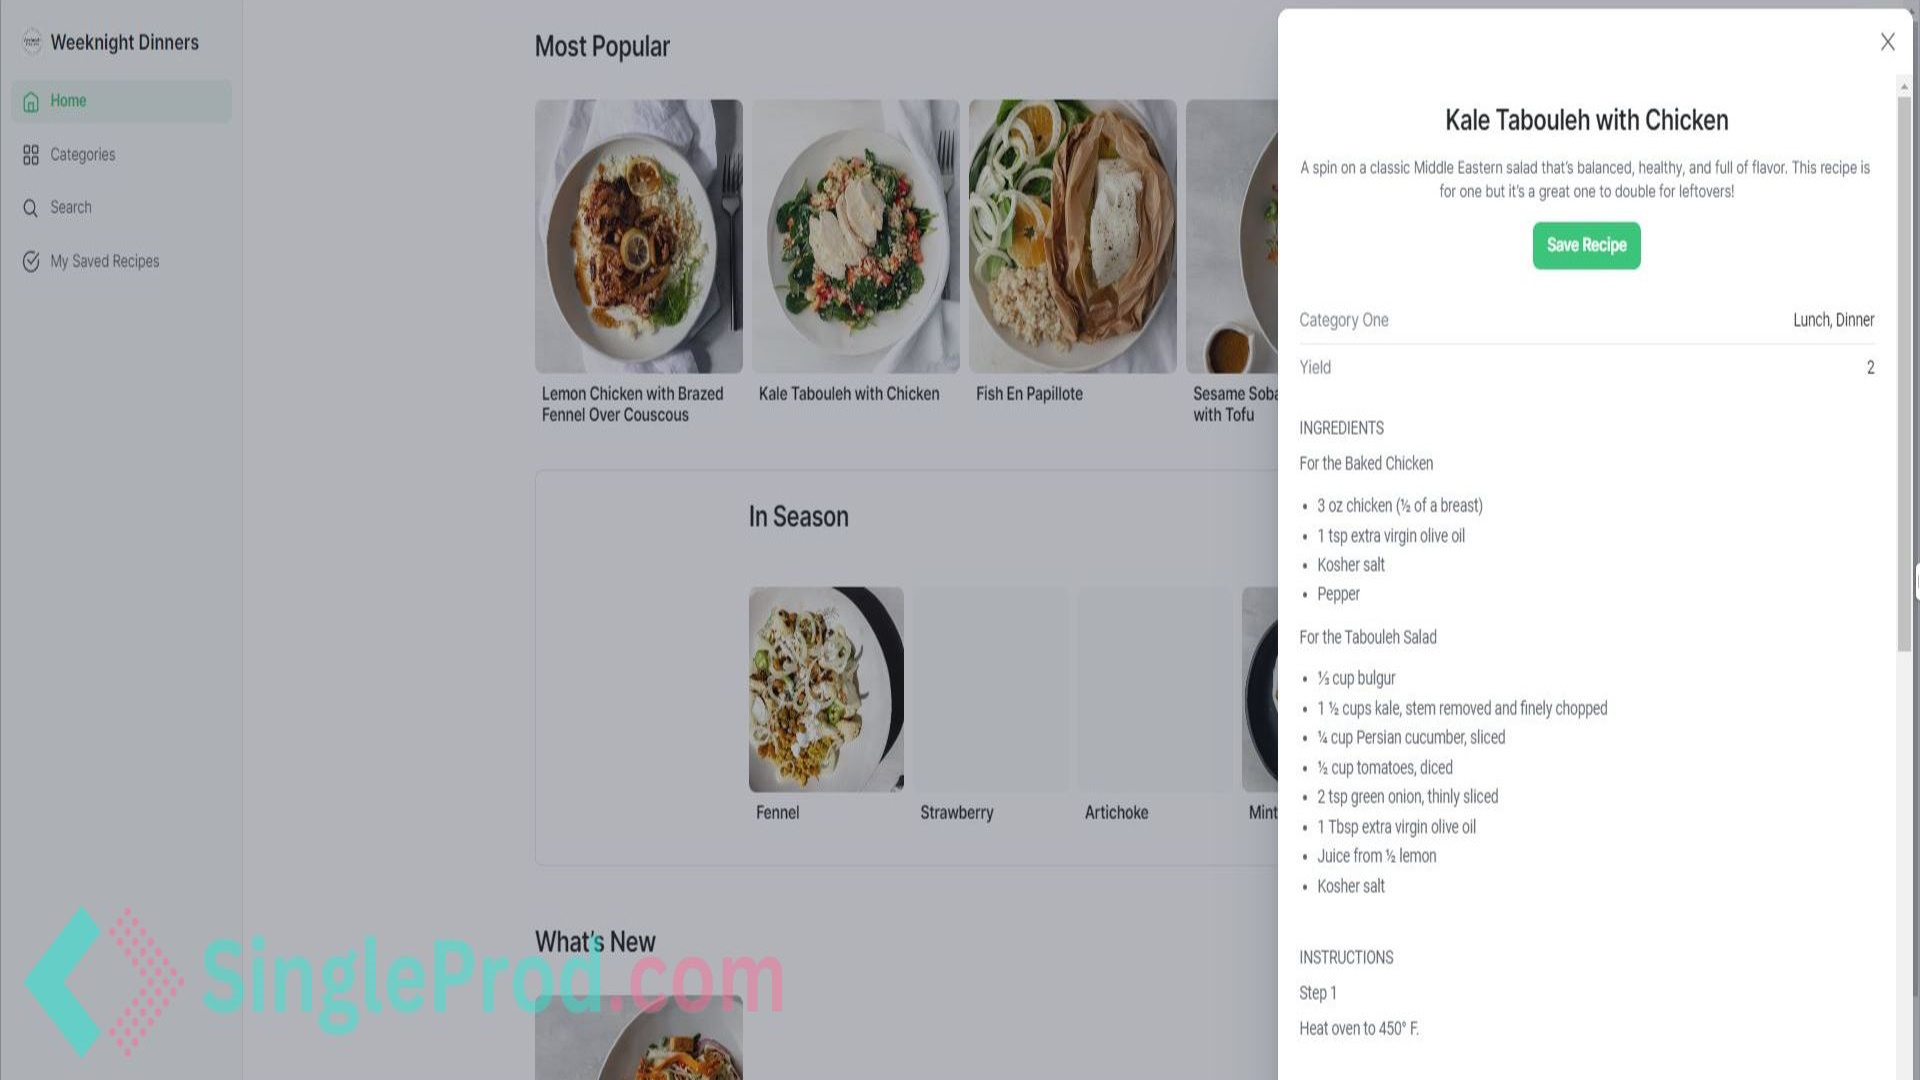 Weeknight Dinners
Home
Categories
Search
My Saved Recipes
Most Popular
Lemon Chicken with Brazed
Fennel Over Couscous
Kale Tabouleh with Chicken
Fish En Papillote
Sesame Soba
with Tofu
In Season
Fennel
Strawberry
Artichoke
Mint
What's New
SingleProd.com
Kale Tabouleh with Chicken
A spin on a classic Middle Eastern salad that's balanced, healthy, and full of flavor. This recipe is
for one but it's a great one to double for leftovers!
Save Recipe
Category One
Lunch, Dinner
Yield
2
INGREDIENTS
For the Baked Chicken
• 3 oz chicken (½ of a breast)
• 1 tsp extra virgin olive oil
• Kosher salt
• Pepper
For the Tabouleh Salad
• ⅓ cup bulgur
• 1 ½ cups kale, stem removed and finely chopped
• ¼ cup Persian cucumber, sliced
• ½ cup tomatoes, diced
• 2 tsp green onion, thinly sliced
• 1 Tbsp extra virgin olive oil
• Juice from ½ lemon
• Kosher salt
INSTRUCTIONS
Step 1
Heat oven to 450° F.